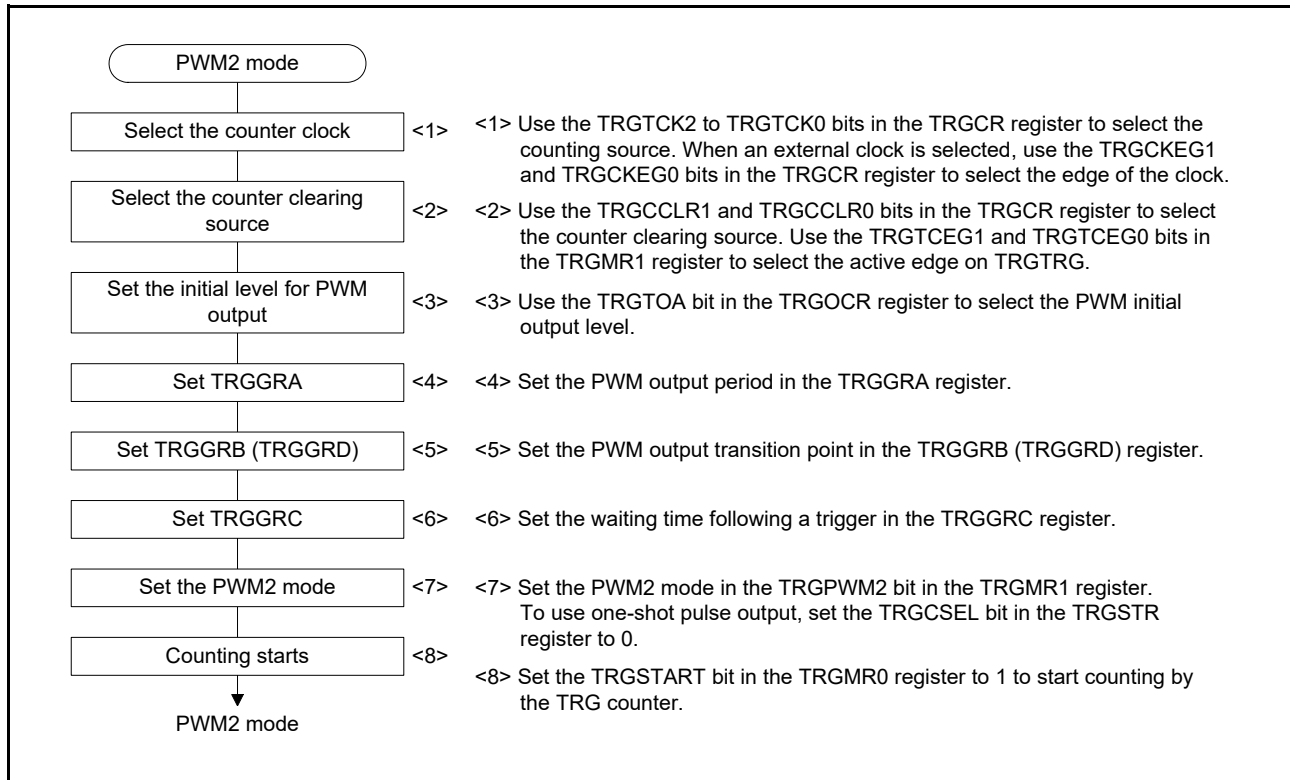 PWM2 mode
Select the counter clock <1>
Select the counter clearing
source <2>
Set the initial level for PWM
output <3>
Set TRGGRA <4>
Set TRGGRB (TRGGRD) <5>
Set TRGGRC <6>
Set the PWM2 mode <7>
Counting starts <8>
PWM2 mode
<1> Use the TRGTCK2 to TRGTCK0 bits in the TRGCR register to select the
counting source. When an external clock is selected, use the TRGCKEG1
and TRGCKEG0 bits in the TRGCR register to select the edge of the clock.
<2> Use the TRGCCLR1 and TRGCCLR0 bits in the TRGCR register to select
the counter clearing source. Use the TRGTCEG1 and TRGTCEG0 bits in
the TRGMR1 register to select the active edge on TRGTRG.
<3> Use the TRGTOA bit in the TRGOCR register to select the PWM initial
output level.
<4> Set the PWM output period in the TRGGRA register.
<5> Set the PWM output transition point in the TRGGRB (TRGGRD) register.
<6> Set the waiting time following a trigger in the TRGGRC register.
<7> Set the PWM2 mode in the TRGPWM2 bit in the TRGMR1 register.
To use one-shot pulse output, set the TRGCSEL bit in the TRGSTR
register to 0.
<8> Set the TRGSTART bit in the TRGMR0 register to 1 to start counting by
the TRG counter.